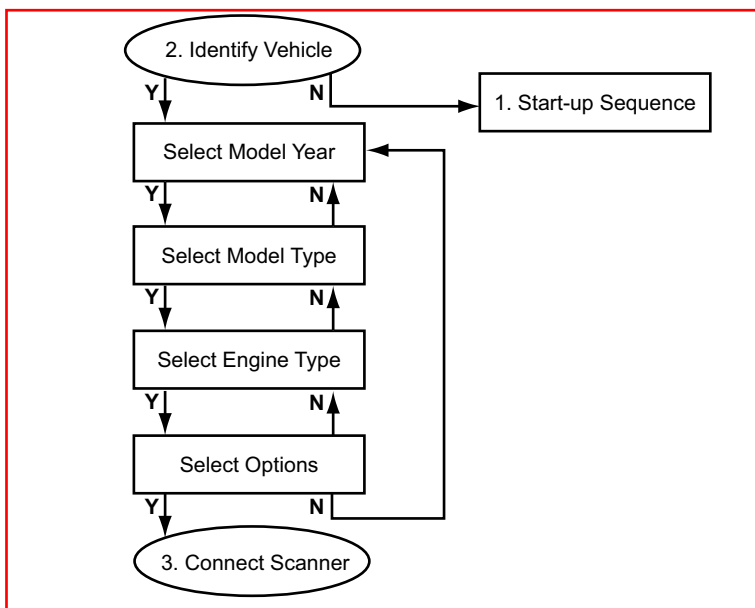 2. Identify Vehicle
Y
N
1. Start-up Sequence
Select Model Year
Y
N
Select Model Type
Y
N
Select Engine Type
Y
N
Select Options
Y
N
3. Connect Scanner